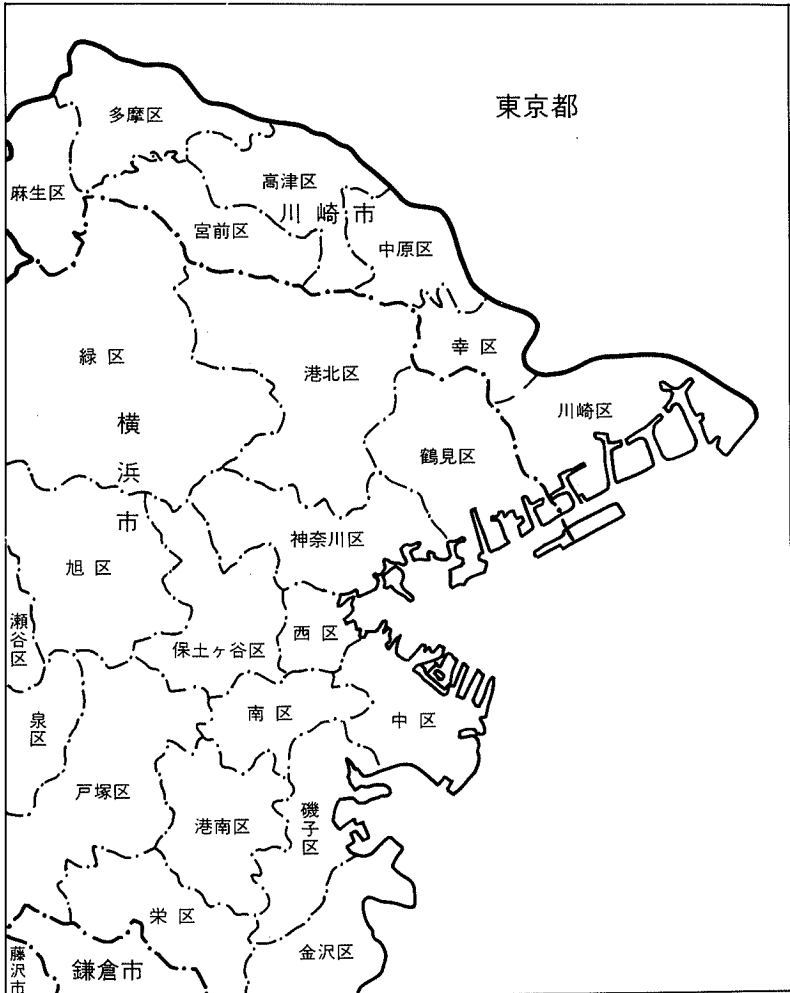 東京都
多摩区
麻生区
高津区
川崎市
宮前区
中原区
幸区
緑区
港北区
川崎区
横浜市
鶴見区
神奈川区
旭区
瀬谷区
保土ヶ谷区
西区
泉区
南区
中区
戸塚区
港南区
磯子区
栄区
金沢区
藤沢市
鎌倉市